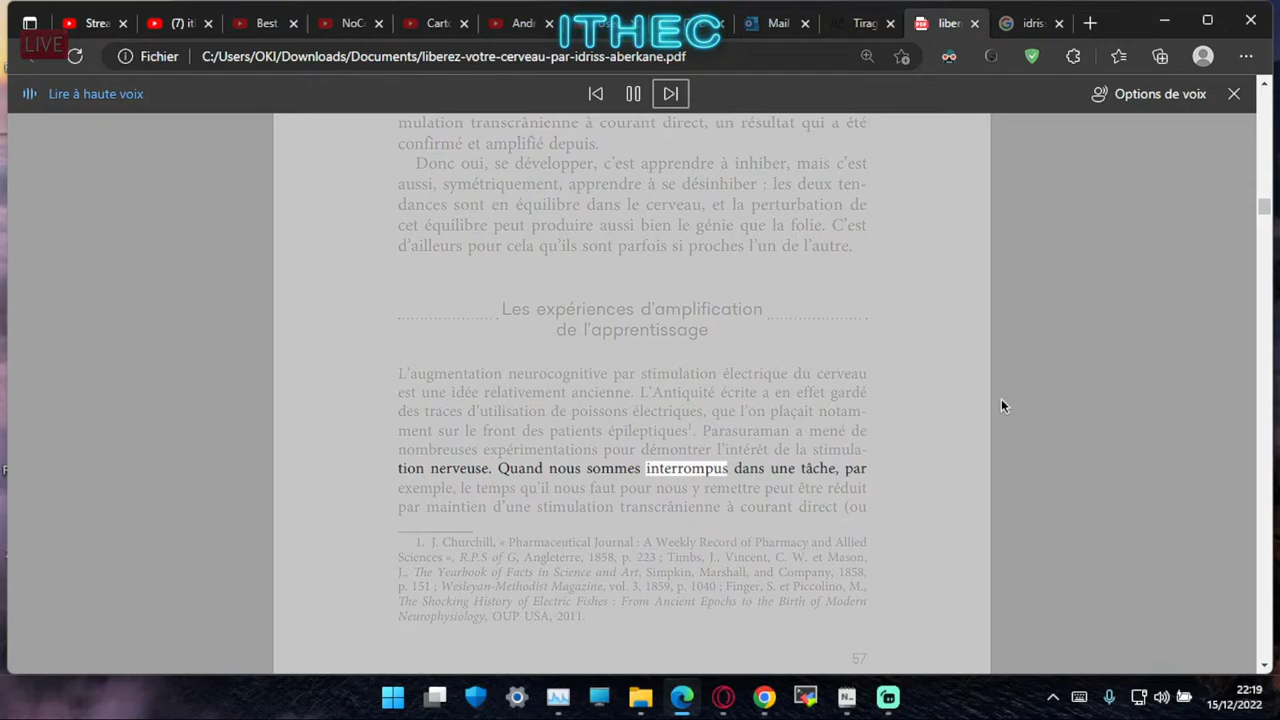 Strea
(7) it
Best
NoC
Cart
And
Mail
Tirag
liber
idris
ITHEC
LIVE
Fichier
C:/Users/OKI/Downloads/Documents/liberez-votre-cerveau-par-idriss-aberkane.pdf
Lire à haute voix
Options de voix
mulation transcrânienne à courant direct, un résultat qui a été
confirmé et amplifié depuis.
Donc oui, se développer, c'est apprendre à inhiber, mais c'est
aussi, symétriquement, apprendre à se désinhiber : les deux ten-
dances sont en équilibre dans le cerveau, et la perturbation de
cet équilibre peut produire aussi bien le génie que la folie. C'est
d'ailleurs pour cela qu'ils sont parfois si proches l'un de l'autre.
Les expériences d'amplification
de l'apprentissage
L'augmentation neurocognitive par stimulation électrique du cerveau
est une idée relativement ancienne. L'Antiquité écrite a en effet gardé
des traces d'utilisation de poissons électriques, que l'on plaçait notam-
ment sur le front des patients épileptiques¹. Parasuraman a mené de
nombreuses expérimentations pour démontrer l'intérêt de la stimula-
tion nerveuse. Quand nous sommes interrompus dans une tâche, par
exemple, le temps qu'il nous faut pour nous y remettre peut être réduit
par maintien d'une stimulation transcrânienne à courant direct (ou
1. J. Churchill, « Pharmaceutical Journal : A Weekly Record of Pharmacy and Allied
Sciences », R.P.S of G, Angleterre, 1858, p. 223 ; Timbs, J., Vincent, C. W. et Mason,
J., The Yearbook of Facts in Science and Art, Simpkin, Marshall, and Company, 1858,
p. 151 ; Wesleyan-Methodist Magazine, vol. 3, 1859, p. 1040 ; Finger, S. et Piccolino, M.,
The Shocking History of Electric Fishes : From Ancient Epochs to the Birth of Modern
Neurophysiology, OUP USA, 2011.
57
22:19
15/12/2022